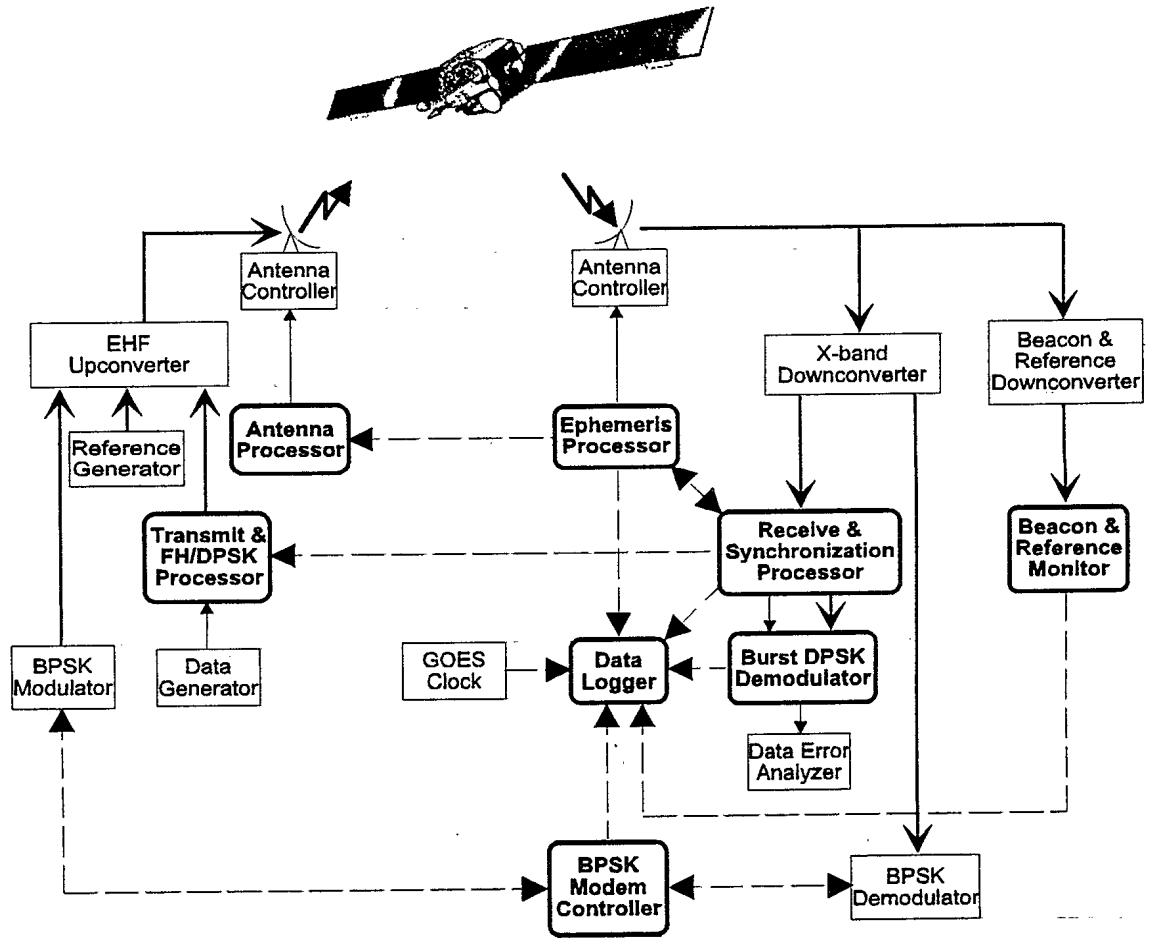 Antenna
Controller
Antenna
Controller
EHF
Upconverter
X-band
Downconverter
Beacon &
Reference
Downconverter
Reference
Generator
Antenna
Processor
Ephemeris
Processor
Transmit &
FH/DPSK
Processor
Receive &
Synchronization
Processor
Beacon &
Reference
Monitor
BPSK
Modulator
Data
Generator
GOES
Clock
Data
Logger
Burst DPSK
Demodulator
Data Error
Analyzer
BPSK
Modem
Controller
BPSK
Demodulator